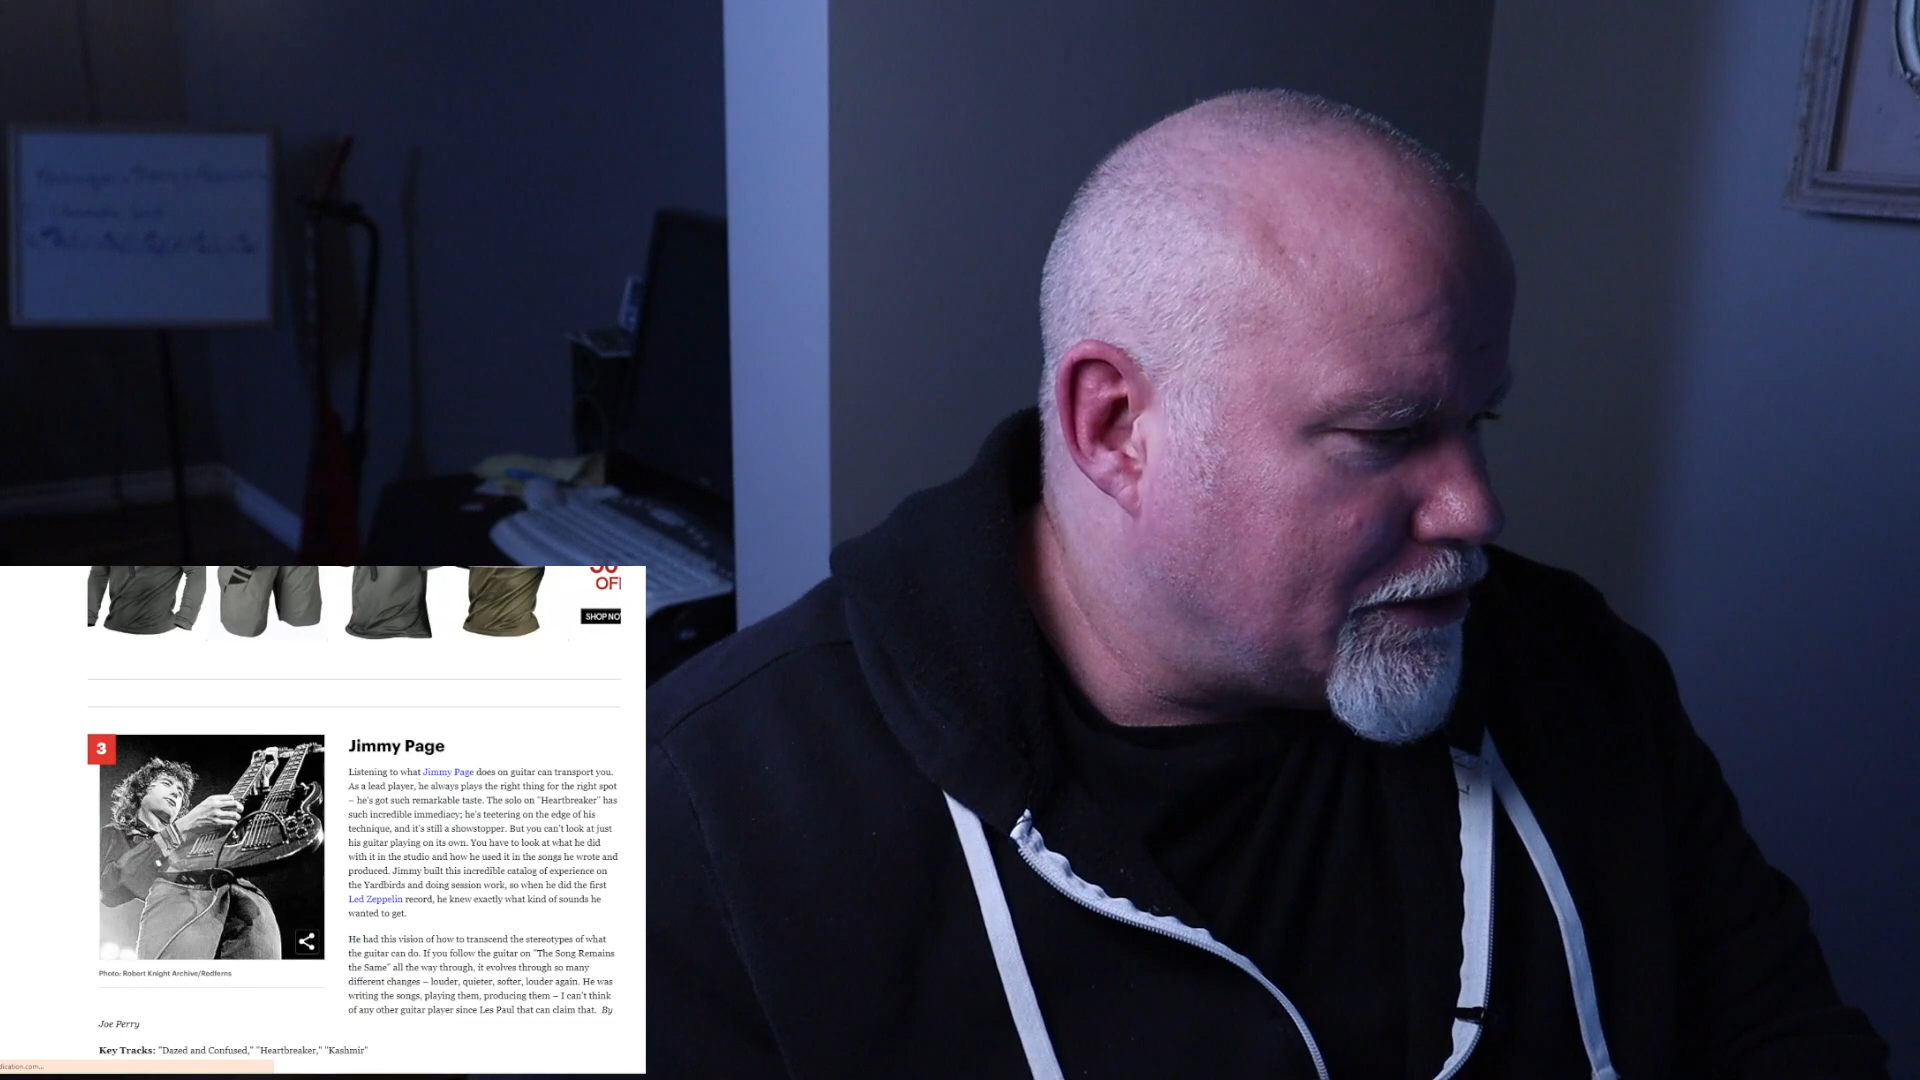 OF
SHOP NO
3
Jimmy Page
Listening to what Jimmy Page does on guitar can transport you.
As a lead player, he always plays the right thing for the right spot
– he's got such remarkable taste. The solo on "Heartbreaker" has
such incredible immediacy; he's teetering on the edge of his
technique, and it's still a showstopper. But you can't look at just
his guitar playing on its own. You have to look at what he did
with it in the studio and how he used it in the songs he wrote and
produced. Jimmy built this incredible catalog of experience on
the Yardbirds and doing session work, so when he did the first
Led Zeppelin record, he knew exactly what kind of sounds he
wanted to get.
He had this vision of how to transcend the stereotypes of what
the guitar can do. If you follow the guitar on "The Song Remains
the Same" all the way through, it evolves through so many
different changes – louder, quieter, softer, louder again. He was
writing the songs, playing them, producing them – I can't think
of any other guitar player since Les Paul that can claim that. By
Photo: Robert Knight Archive/Redferns
Joe Perry
Key Tracks: "Dazed and Confused," "Heartbreaker," "Kashmir"
dication.com...